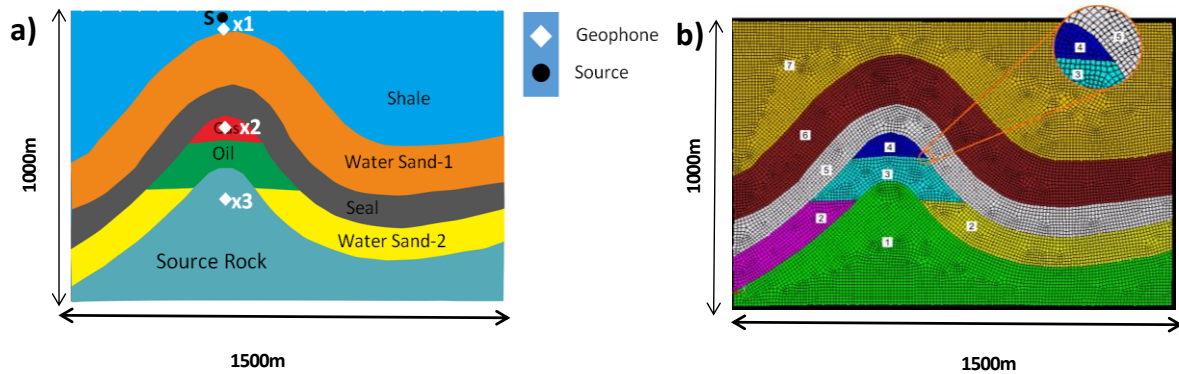 a)
S
x1
Shale
Gas
x2
Oil
Water Sand-1
x3
Seal
Water Sand-2
Source Rock
1000m
1500m
Geophone
Source
b)
7
6
5
4
3
2
2
1
4
5
3
1000m
1500m